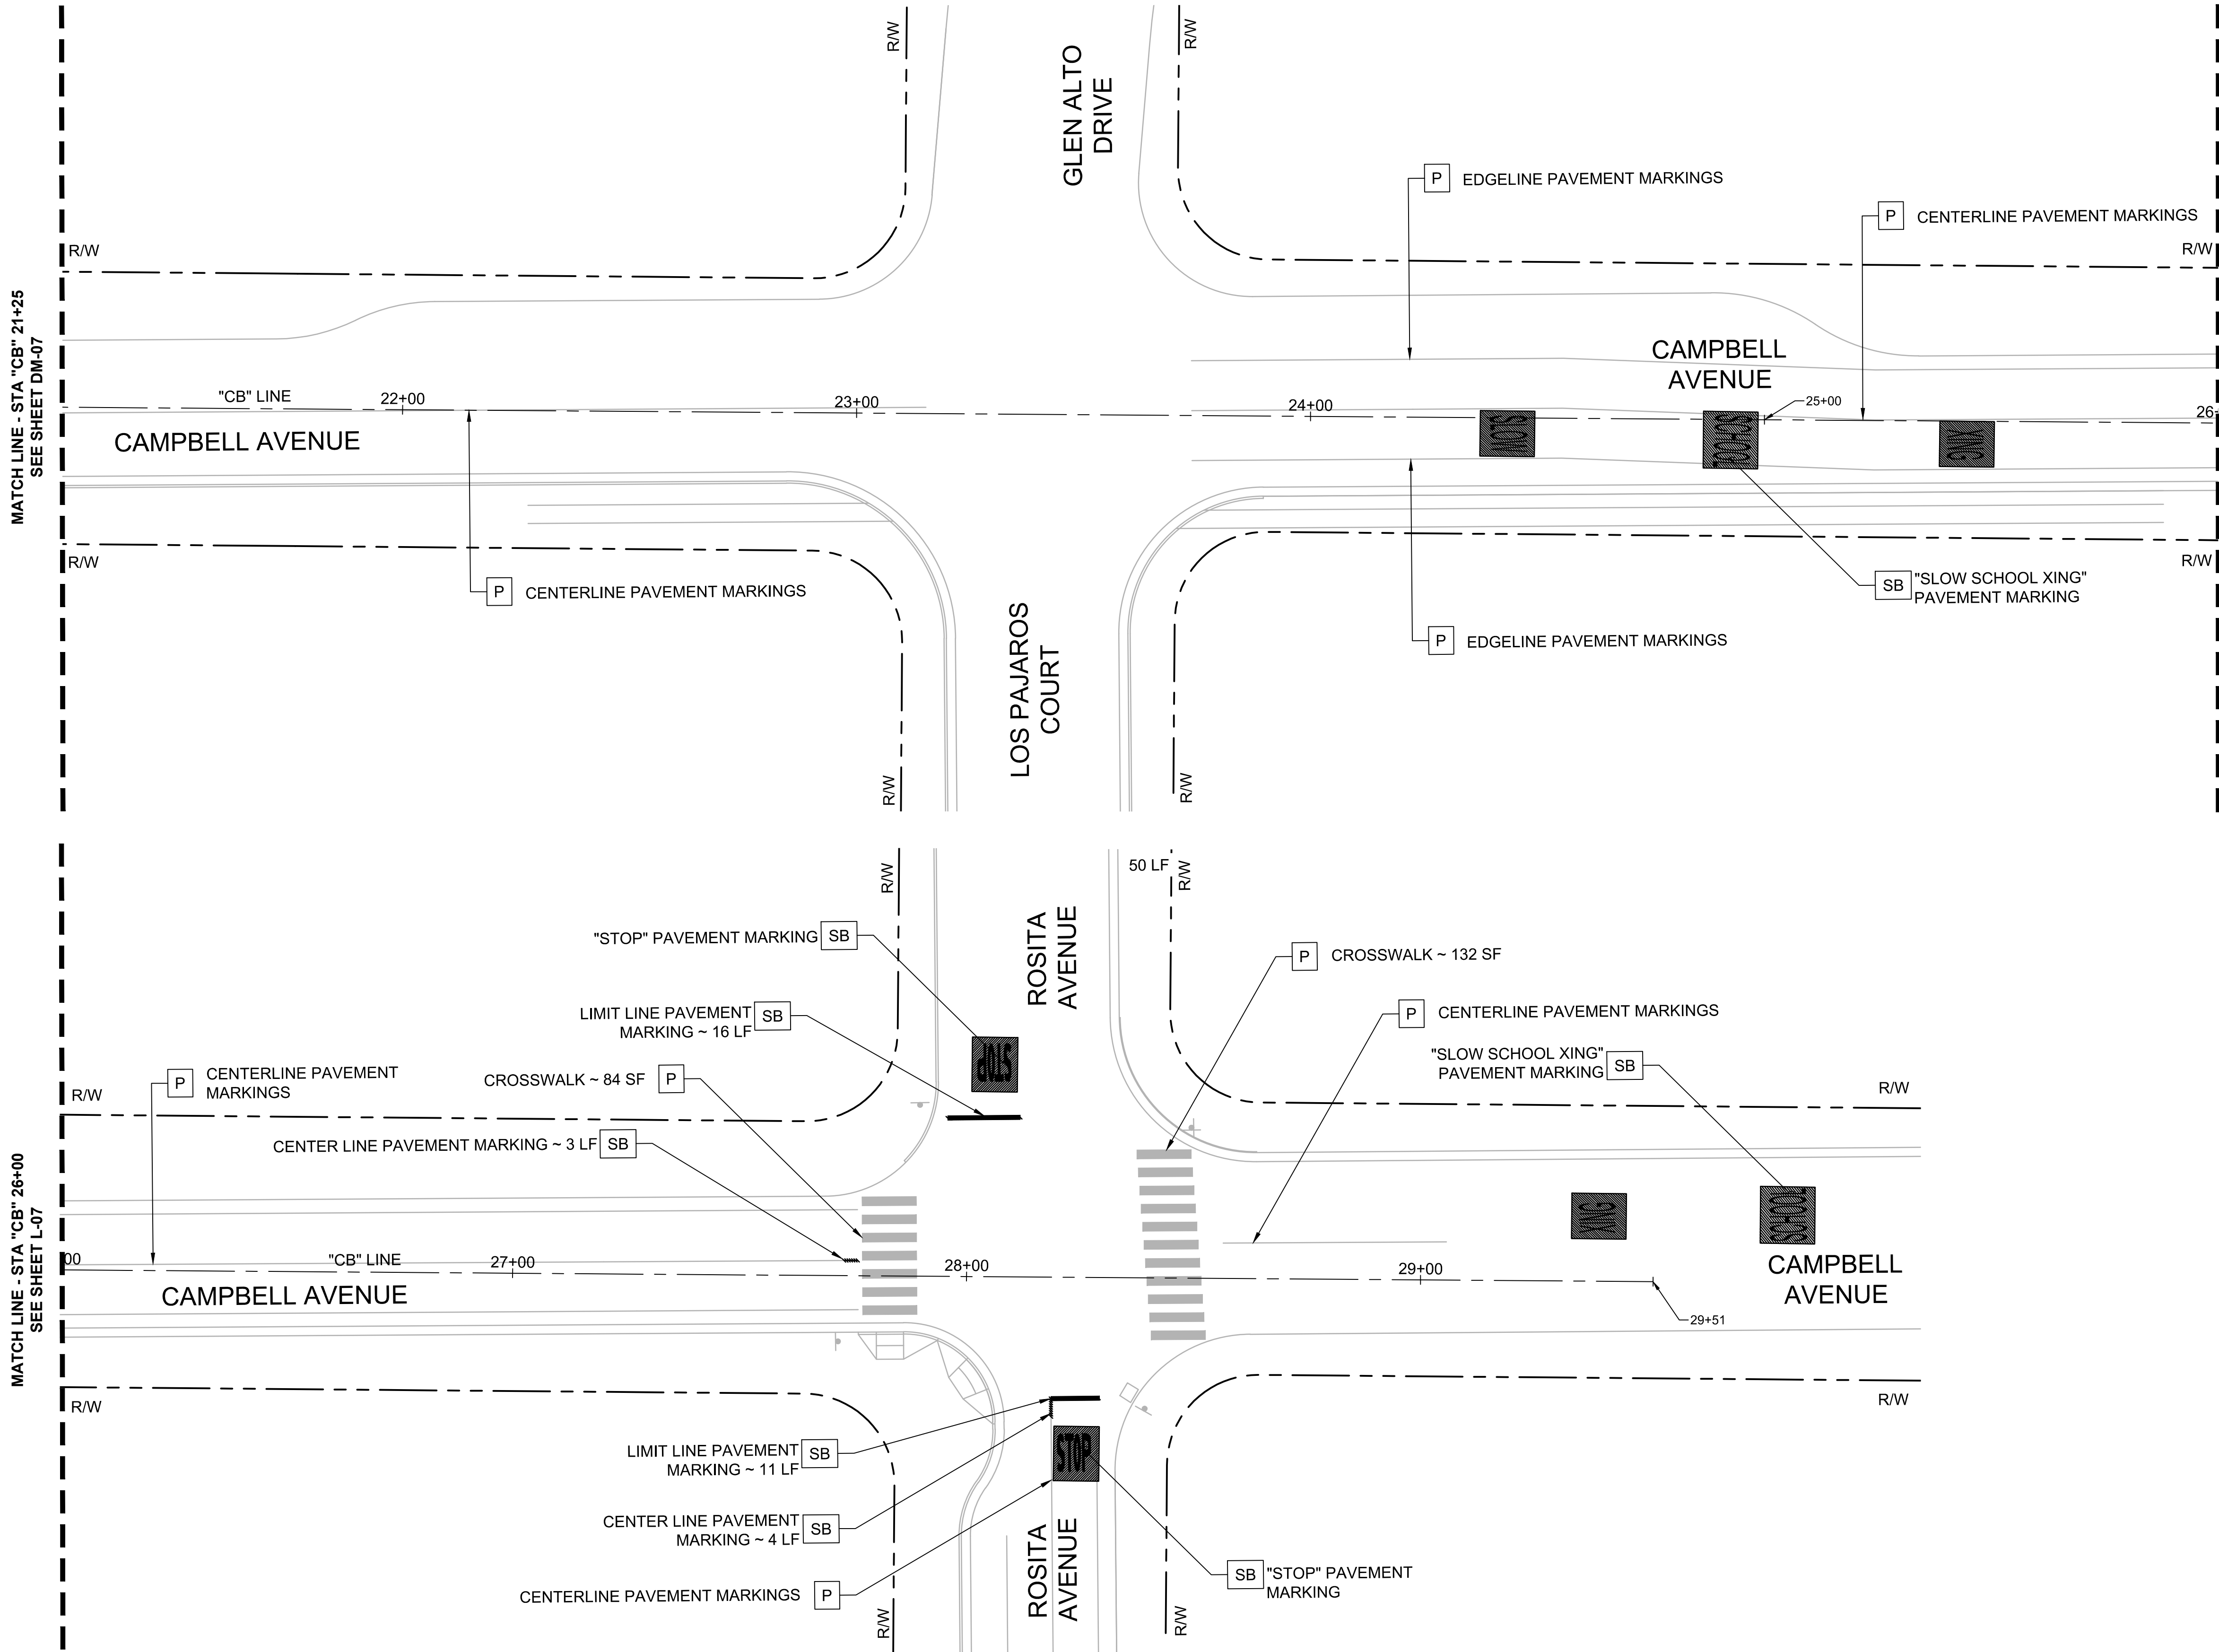 R/W
R/W
GLEN ALTO
DRIVE
P EDGELINE PAVEMENT MARKINGS
P CENTERLINE PAVEMENT MARKINGS
R/W
R/W
MATCH LINE - STA "CB" 21+25
SEE SHEET DM-07
CAMPBELL
AVENUE
"CB" LINE
22+00
23+00
24+00
25+00
26+
CAMPBELL AVENUE
SLOW
SCHOOL
XING
R/W
R/W
P CENTERLINE PAVEMENT MARKINGS
SB "SLOW SCHOOL XING"
PAVEMENT MARKING
LOS PAJAROS
COURT
P EDGELINE PAVEMENT MARKINGS
R/W
R/W
R/W
50 LF
R/W
ROSITA
AVENUE
"STOP" PAVEMENT MARKING SB
P CROSSWALK ~ 132 SF
LIMIT LINE PAVEMENT
MARKING ~ 16 LF
SB
P CENTERLINE PAVEMENT MARKINGS
STOP
"SLOW SCHOOL XING"
PAVEMENT MARKING
SB
P CENTERLINE PAVEMENT
MARKINGS
CROSSWALK ~ 84 SF P
R/W
R/W
CENTER LINE PAVEMENT MARKING ~ 3 LF SB
MATCH LINE - STA "CB" 26+00
SEE SHEET L-07
XING
SCHOOL
00
"CB" LINE
27+00
28+00
29+00
CAMPBELL AVENUE
CAMPBELL
AVENUE
29+51
R/W
R/W
LIMIT LINE PAVEMENT
MARKING ~ 11 LF
SB
STOP
CENTER LINE PAVEMENT
MARKING ~ 4 LF
SB
ROSITA
AVENUE
SB "STOP" PAVEMENT
MARKING
CENTERLINE PAVEMENT MARKINGS P
R/W
R/W